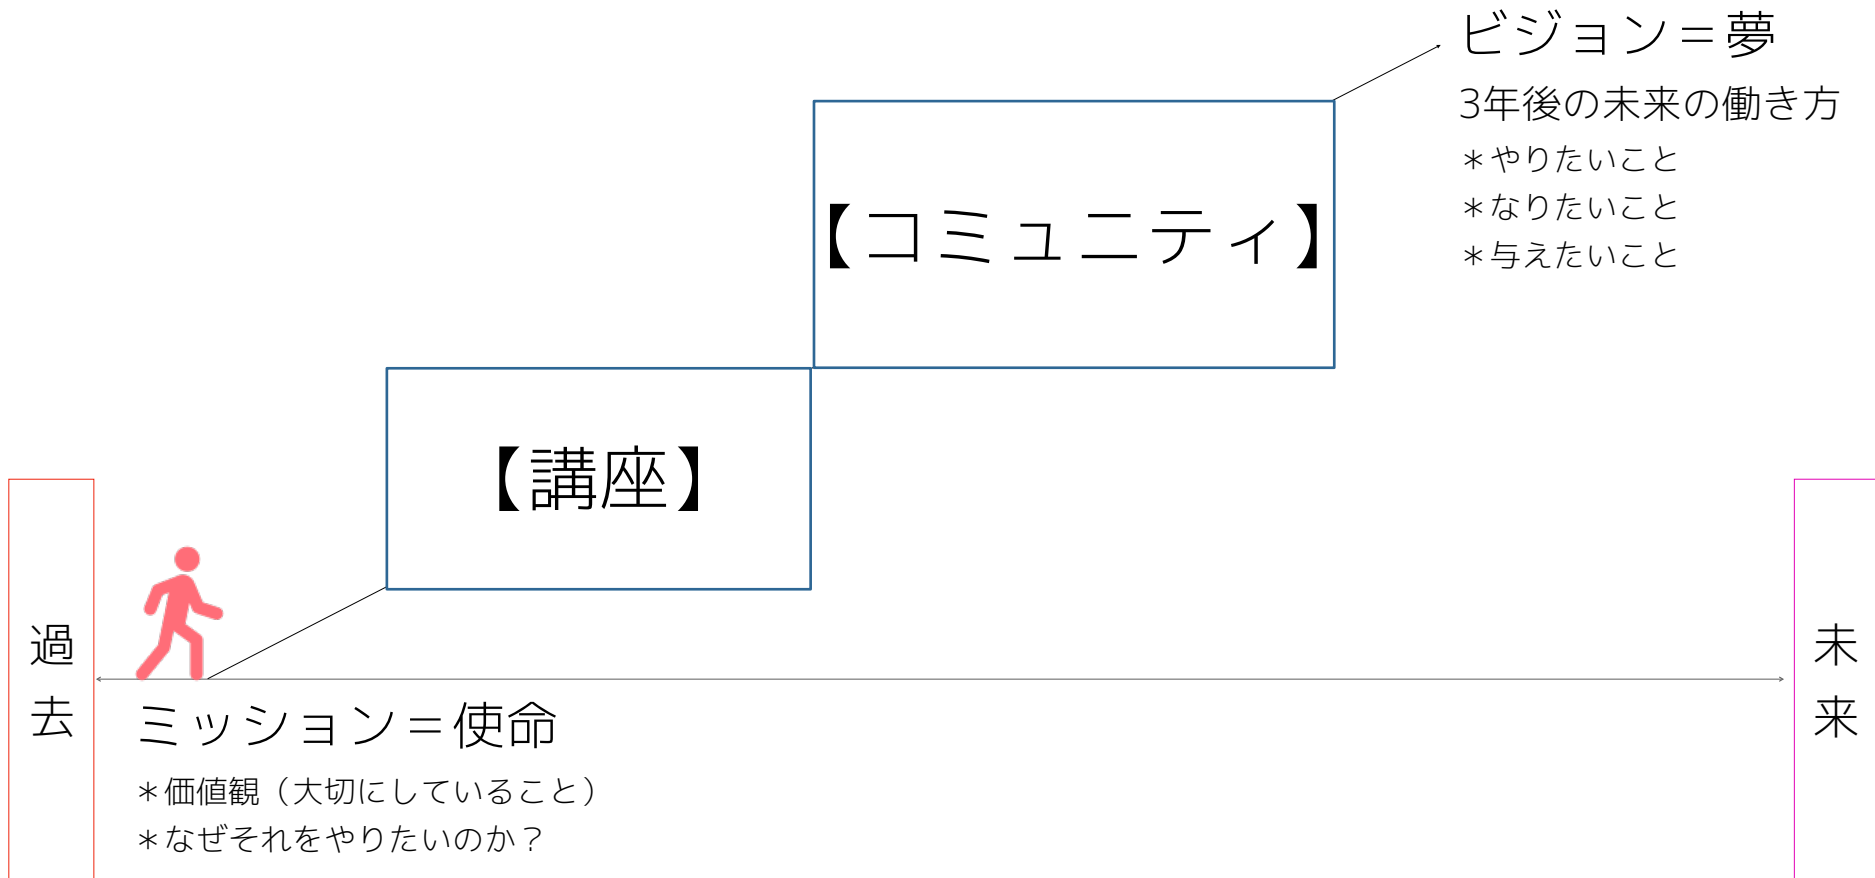 ビジョン＝夢
3年後の未来の働き方
＊やりたいこと
＊なりたいこと
＊与えたいこと
【コミュニティ】
【講座】
過去
未来
ミッション＝使命
＊価値観（大切にしていること）
＊なぜそれをやりたいのか？